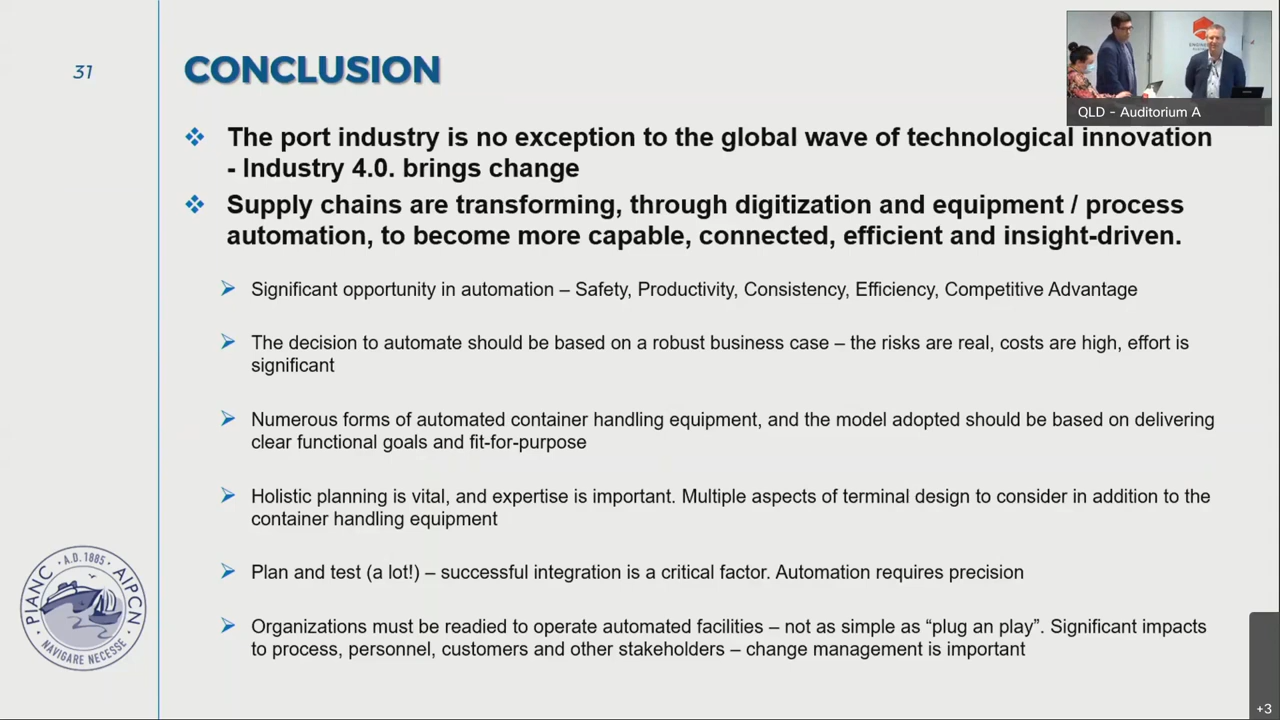 31
CONCLUSION
QLD - Auditorium A
❖ The port industry is no exception to the global wave of technological innovation
- Industry 4.0. brings change
❖ Supply chains are transforming, through digitization and equipment / process
automation, to become more capable, connected, efficient and insight-driven.
➢ Significant opportunity in automation – Safety, Productivity, Consistency, Efficiency, Competitive Advantage
➢ The decision to automate should be based on a robust business case – the risks are real, costs are high, effort is
significant
➢ Numerous forms of automated container handling equipment, and the model adopted should be based on delivering
clear functional goals and fit-for-purpose
➢ Holistic planning is vital, and expertise is important. Multiple aspects of terminal design to consider in addition to the
container handling equipment
➢ Plan and test (a lot!) – successful integration is a critical factor. Automation requires precision
➢ Organizations must be readied to operate automated facilities – not as simple as “plug an play”. Significant impacts
to process, personnel, customers and other stakeholders – change management is important
PIANC · A.D. 1885 · AIPCN
· NAVIGARE NECESSE ·
+3